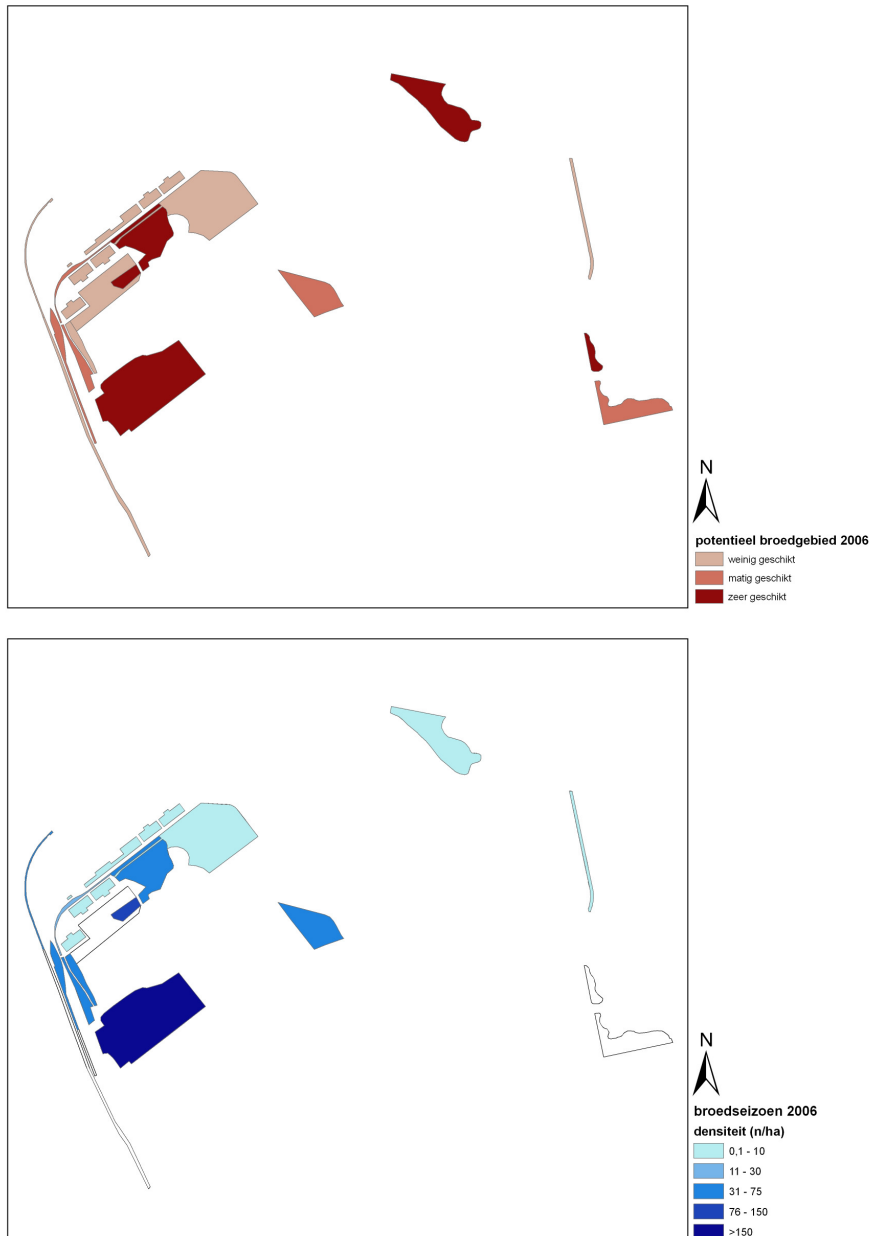 N
potentieel broedgebied 2006
weinig geschikt
matig geschikt
zeer geschikt
N
broedseizoen 2006
densiteit (n/ha)
0,1 - 10
11 - 30
31 - 75
76 - 150
>150